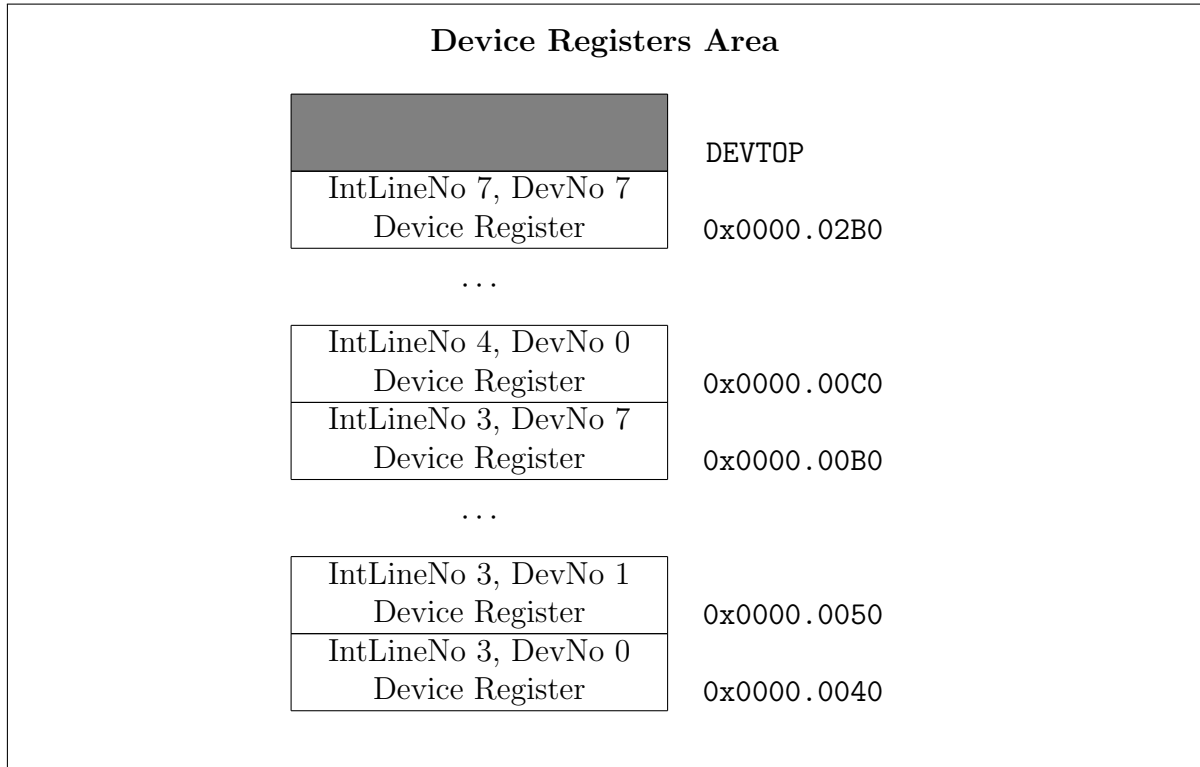 Device Registers Area
DEVTOP
IntLineNo 7, DevNo 7
Device Register 0x0000.02B0
...
IntLineNo 4, DevNo 0
Device Register 0x0000.00C0
IntLineNo 3, DevNo 7
Device Register 0x0000.00B0
...
IntLineNo 3, DevNo 1
Device Register 0x0000.0050
IntLineNo 3, DevNo 0
Device Register 0x0000.0040